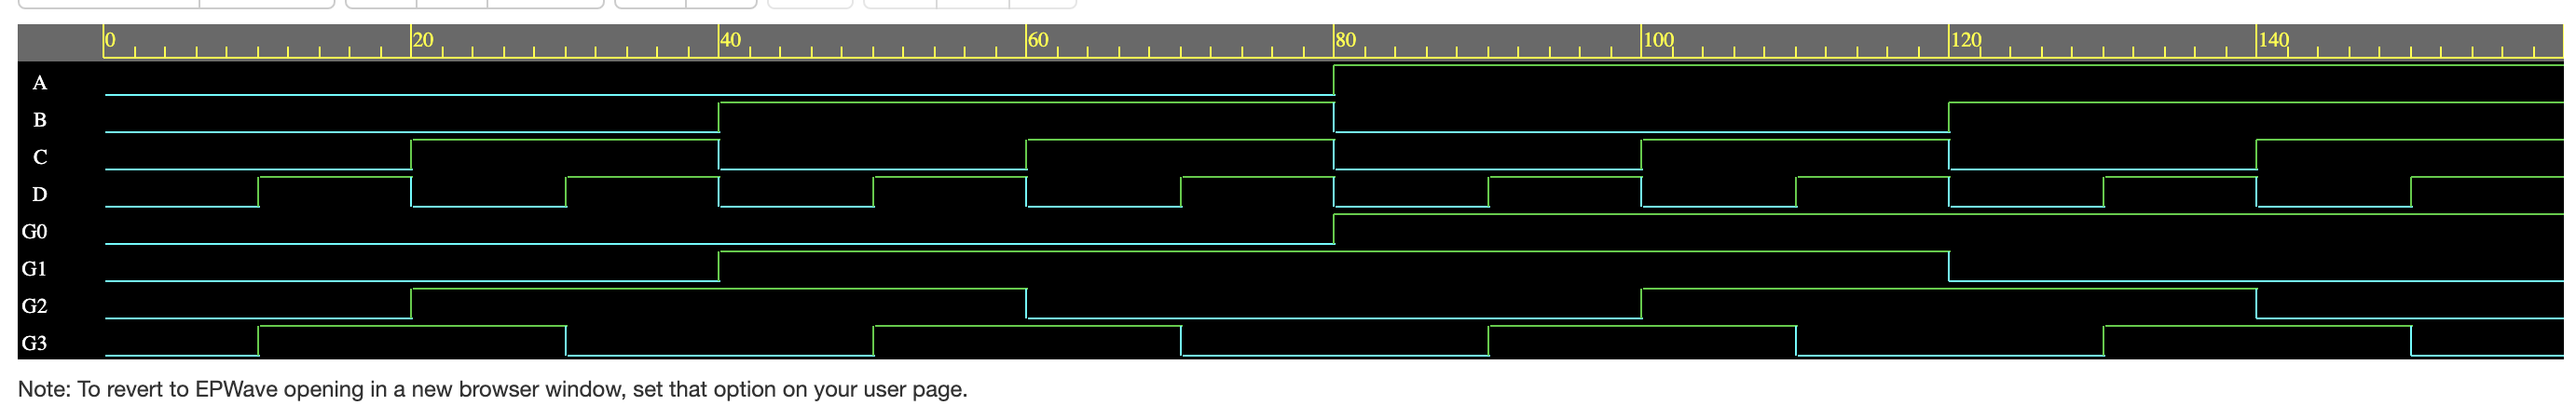 0 20 40 60 80 100 120 140
A
B
C
D
G0
G1
G2
G3
Note: To revert to EPWave opening in a new browser window, set that option on your user page.